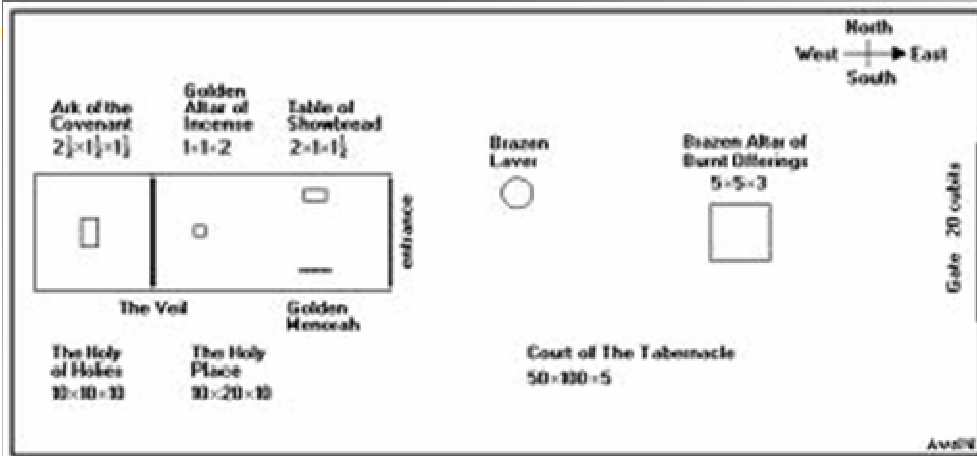 North
West East
South
Ark of the
Covenant
2½×1½×1½
Golden
Altar of
Incense
1×1×2
Table of
Showbread
2×1×1½
Brazen
Laver
Brazen Altar of
Burnt Offerings
5×5×3
entrance
Gate 20 cubits
The Veil
Golden
Menorah
The Holy
of Holies
10×10×10
The Holy
Place
10×20×10
Court of The Tabernacle
50×100×5